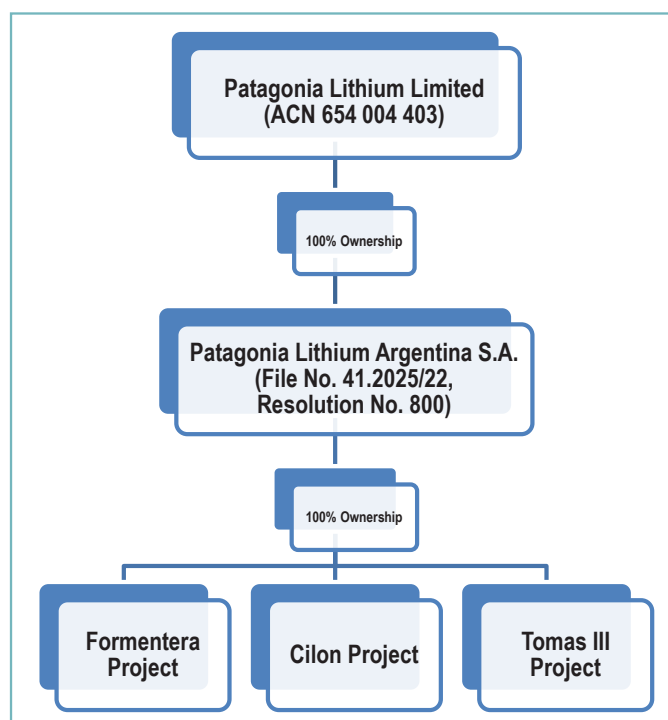 Patagonia Lithium Limited
(ACN 654 004 403)
100% Ownership
Patagonia Lithium Argentina S.A.
(File No. 41.2025/22,
Resolution No. 800)
100% Ownership
Formentera
Project
Cilon Project
Tomas III
Project